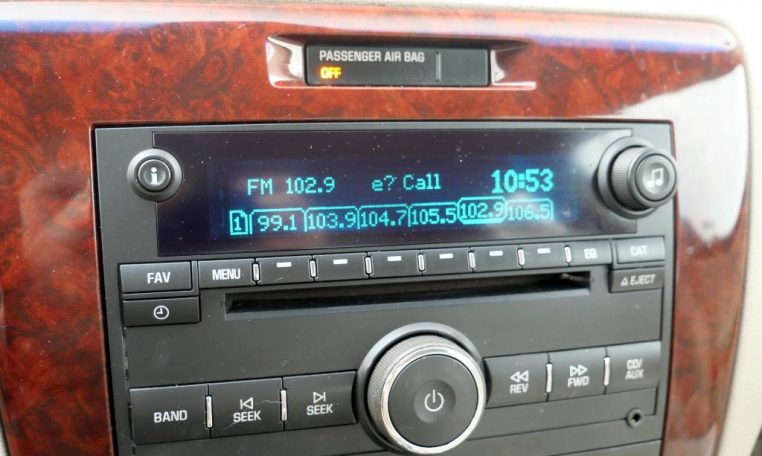 PASSENGER AIR BAG
OFF
FM 102.9 e? Call 10:53
1 99.1 103.9 104.7 105.5 102.9 106.5
FAV MENU EQ CAT
EJECT
BAND SEEK SEEK REV FWD CD/
AUX